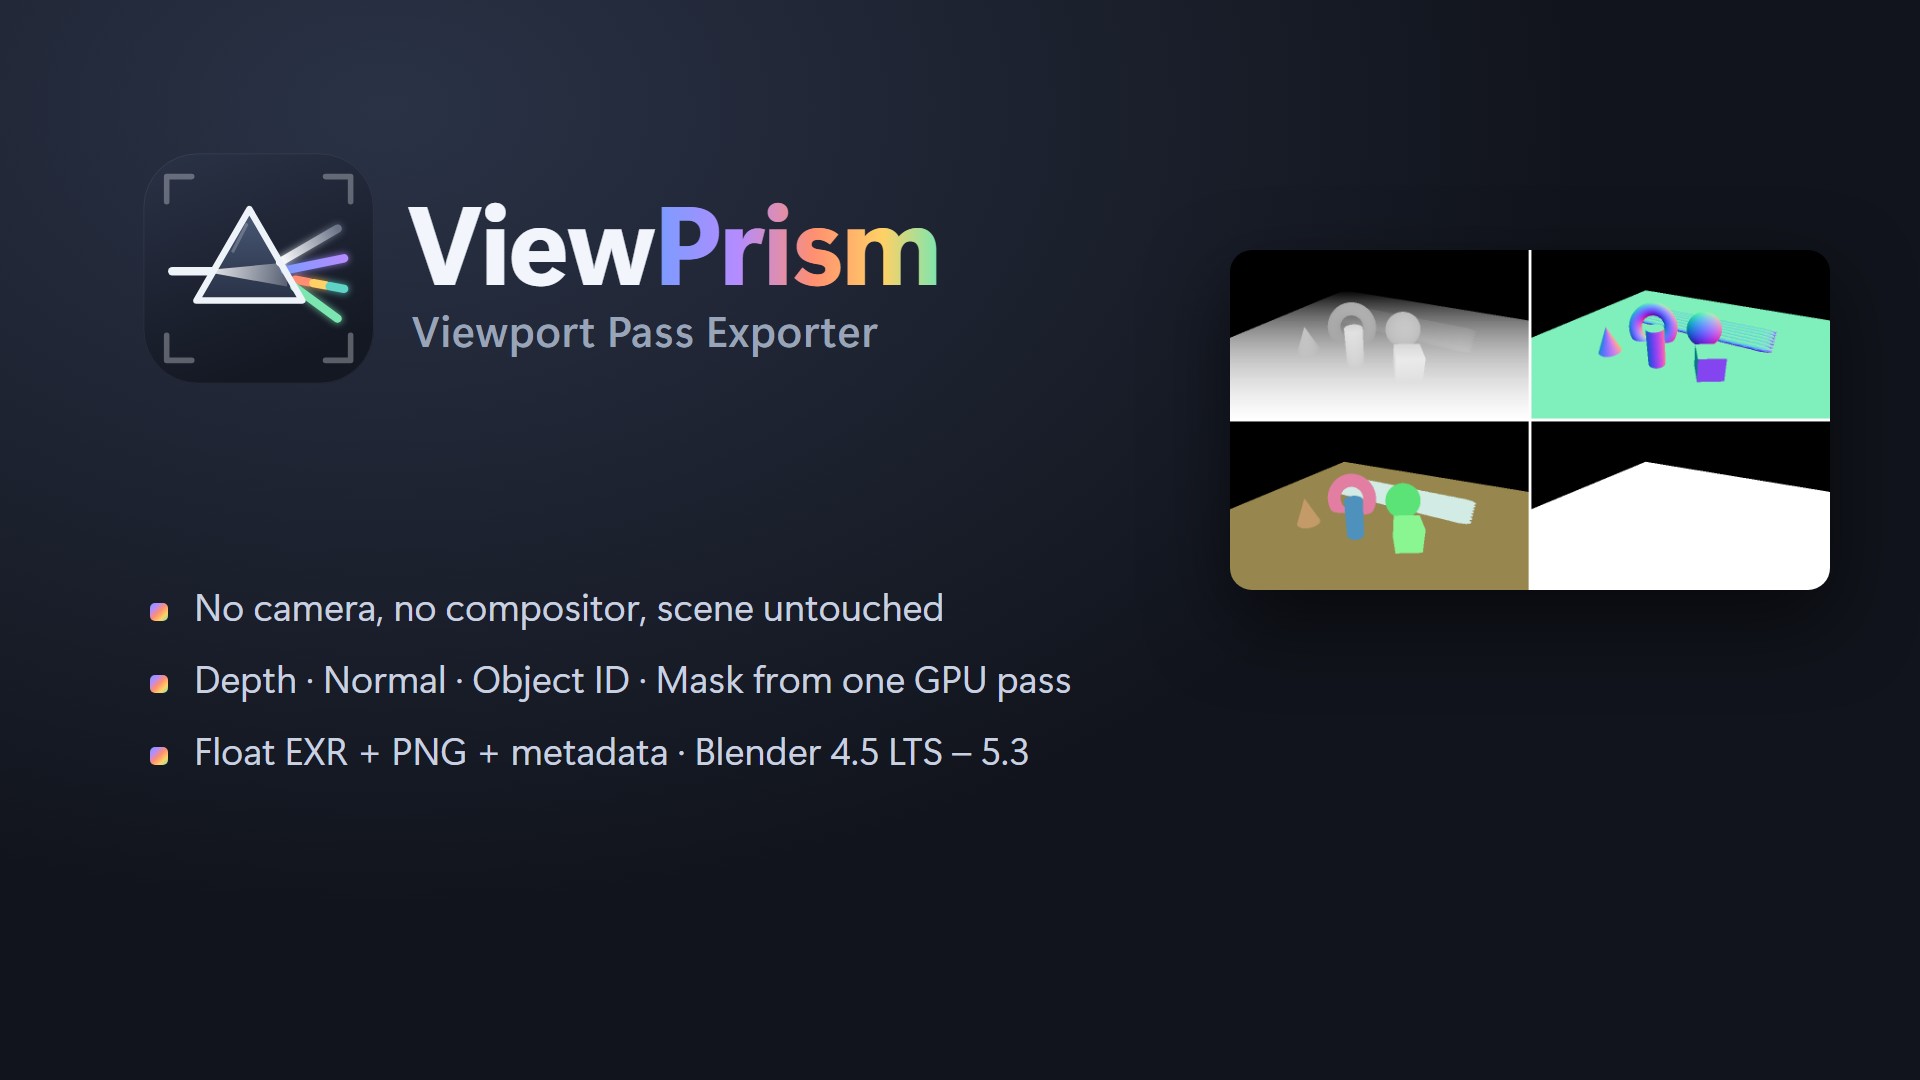 ViewPrism
Viewport Pass Exporter
No camera, no compositor, scene untouched
Depth · Normal · Object ID · Mask from one GPU pass
Float EXR + PNG + metadata · Blender 4.5 LTS – 5.3